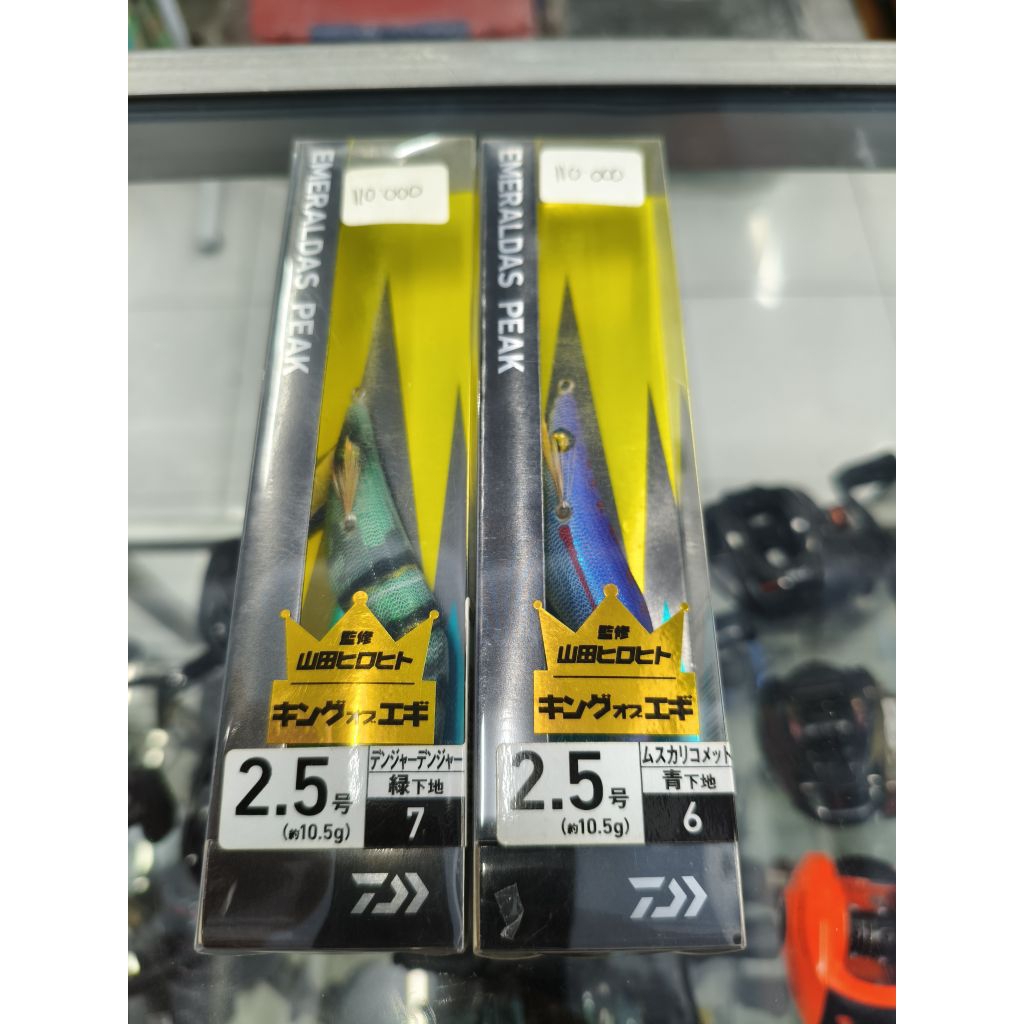 110.000
EMERALDAS PEAK
監修
山田ヒロヒト
キングオブエギ
2.5号
(約10.5g)
デンジャーデンジャー
緑下地
7
110.000
EMERALDAS PEAK
監修
山田ヒロヒト
キングオブエギ
2.5号
(約10.5g)
ムスカリコメット
青下地
6